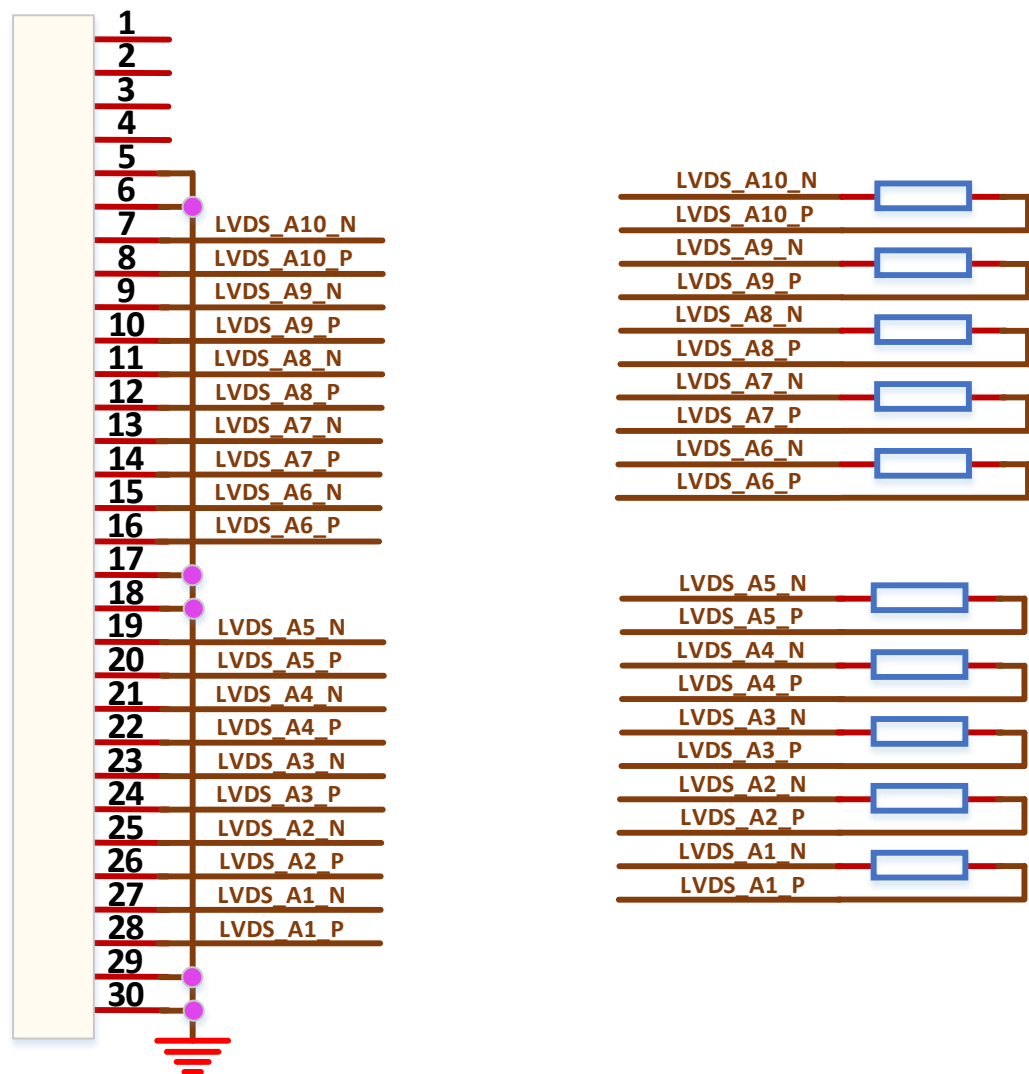 1
2
3
4
5
6
7 LVDS_A10_N
8 LVDS_A10_P
9 LVDS_A9_N
10 LVDS_A9_P
11 LVDS_A8_N
12 LVDS_A8_P
13 LVDS_A7_N
14 LVDS_A7_P
15 LVDS_A6_N
16 LVDS_A6_P
17
18
19 LVDS_A5_N
20 LVDS_A5_P
21 LVDS_A4_N
22 LVDS_A4_P
23 LVDS_A3_N
24 LVDS_A3_P
25 LVDS_A2_N
26 LVDS_A2_P
27 LVDS_A1_N
28 LVDS_A1_P
29
30
LVDS_A10_N
LVDS_A10_P
LVDS_A9_N
LVDS_A9_P
LVDS_A8_N
LVDS_A8_P
LVDS_A7_N
LVDS_A7_P
LVDS_A6_N
LVDS_A6_P
LVDS_A5_N
LVDS_A5_P
LVDS_A4_N
LVDS_A4_P
LVDS_A3_N
LVDS_A3_P
LVDS_A2_N
LVDS_A2_P
LVDS_A1_N
LVDS_A1_P